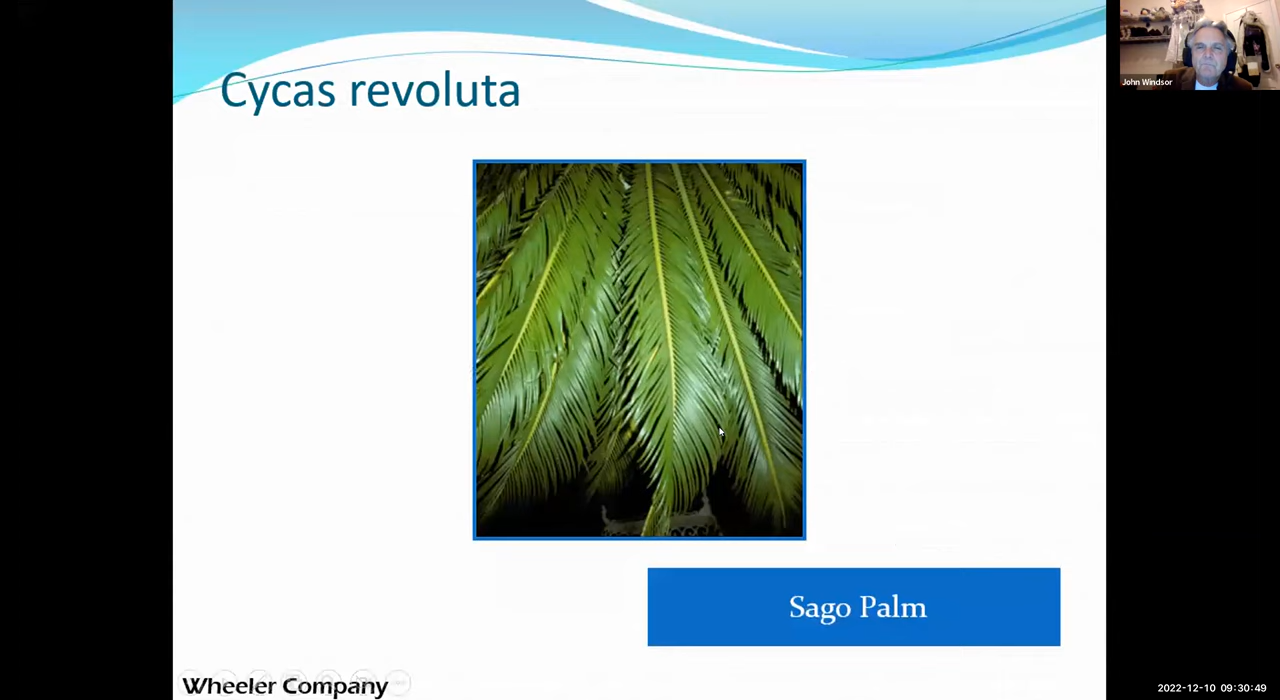 Cycas revoluta
John Windsor
Sago Palm
Wheeler Company
2022-12-10 09:30:49